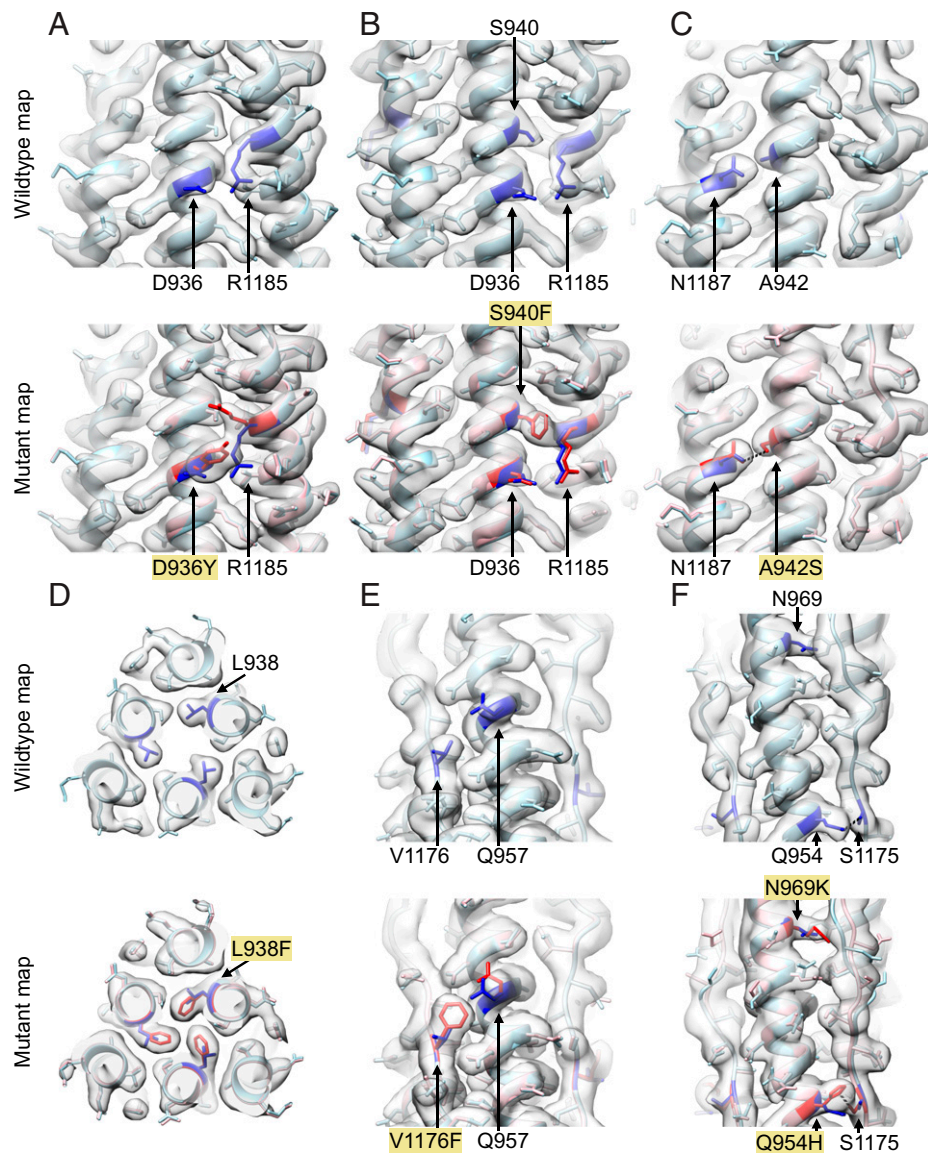 A
B
C
S940
Wildtype map
D936 R1185
D936 R1185
N1187 A942
S940F
Mutant map
D936Y R1185
D936 R1185
N1187 A942S
D
E
F
N969
L938
Wildtype map
V1176 Q957
Q954 S1175
N969K
L938F
Mutant map
V1176F Q957
Q954H S1175